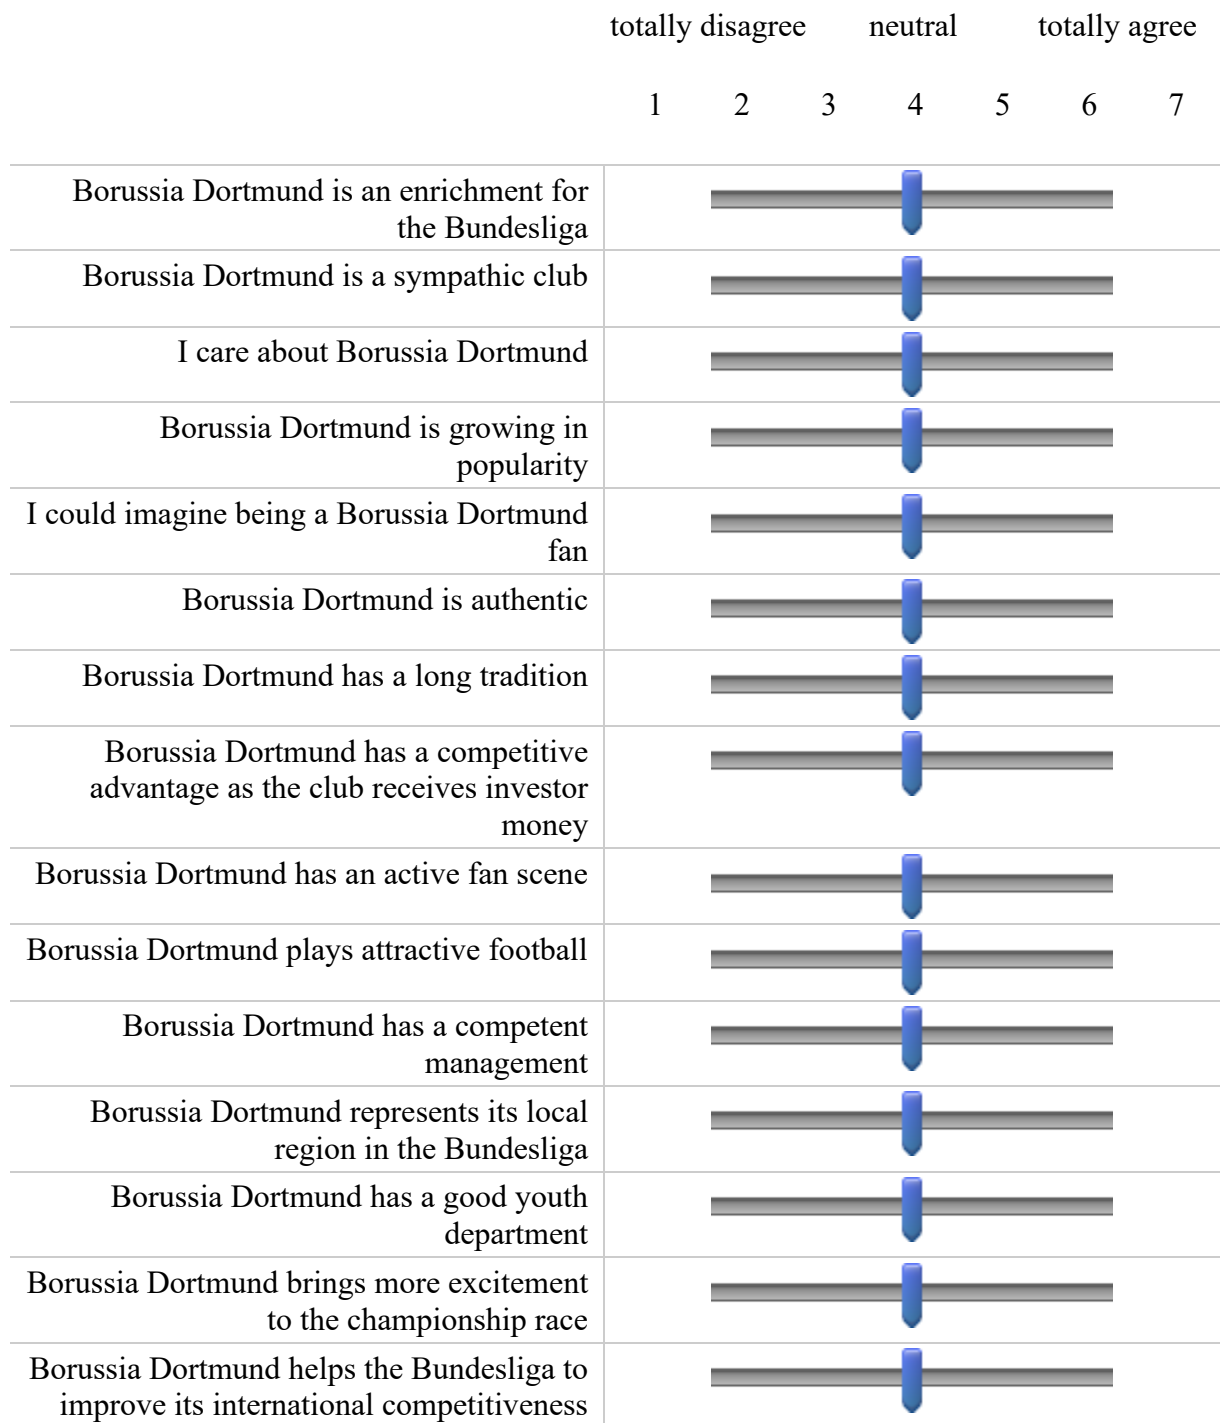 totally disagree neutral totally agree
1 2 3 4 5 6 7
Borussia Dortmund is an enrichment for
the Bundesliga
Borussia Dortmund is a sympathic club
I care about Borussia Dortmund
Borussia Dortmund is growing in
popularity
I could imagine being a Borussia Dortmund
fan
Borussia Dortmund is authentic
Borussia Dortmund has a long tradition
Borussia Dortmund has a competitive
advantage as the club receives investor
money
Borussia Dortmund has an active fan scene
Borussia Dortmund plays attractive football
Borussia Dortmund has a competent
management
Borussia Dortmund represents its local
region in the Bundesliga
Borussia Dortmund has a good youth
department
Borussia Dortmund brings more excitement
to the championship race
Borussia Dortmund helps the Bundesliga to
improve its international competitiveness